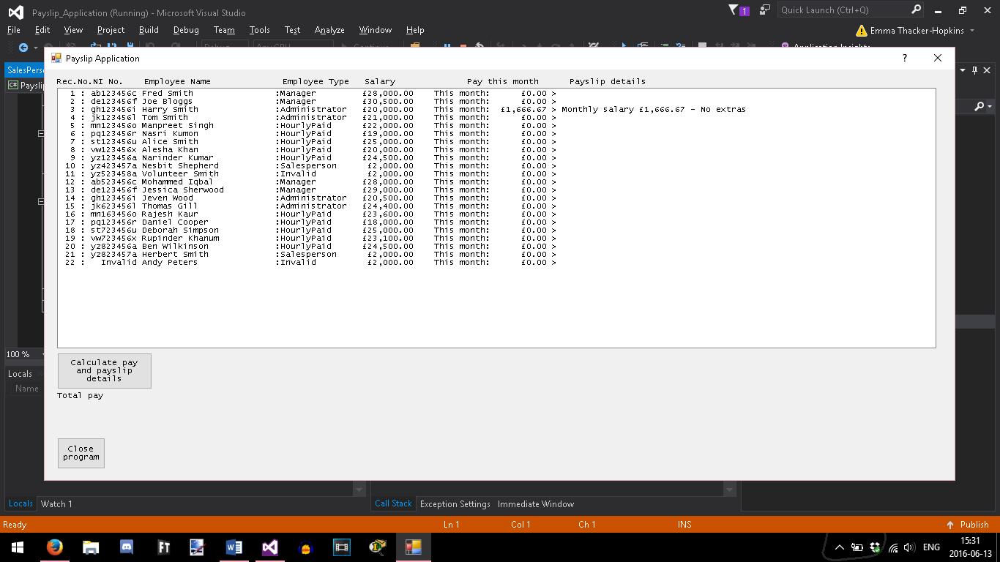 Payslip_Application (Running) - Microsoft Visual Studio
1
Quick Launch (Ctrl+Q)
File Edit View Project Build Debug Team Tools Test Analyze Window Help
Emma Thacker-Hopkins
Payslip Application
?
SalesPerso
Payslip
Rec.No.NI No. Employee Name Employee Type Salary Pay this month Payslip details
1 : ab123456c Fred Smith :Manager £28,000.00 This month: £0.00 >
2 : de123456f Joe Bloggs :Manager £30,500.00 This month: £0.00 >
3 : gh123456i Harry Smith :Administrator £20,000.00 This month: £1,666.67 > Monthly salary £1,666.67 - No extras
4 : jk123456l Tom Smith :Administrator £21,000.00 This month: £0.00 >
5 : mn123456o Manpreet Singh :HourlyPaid £22,000.00 This month: £0.00 >
6 : pq123456r Nasri Kumon :HourlyPaid £19,000.00 This month: £0.00 >
7 : st123456u Alice Smith :HourlyPaid £25,000.00 This month: £0.00 >
8 : vw123456x Alesha Khan :HourlyPaid £20,000.00 This month: £0.00 >
9 : yz123456a Narinder Kumar :HourlyPaid £24,500.00 This month: £0.00 >
10 : yz423457a Nesbit Shepherd :Salesperson £2,000.00 This month: £0.00 >
11 : yz523458a Volunteer Smith :Invalid £2,000.00 This month: £0.00 >
12 : ab523456c Mohammed Iqbal :Manager £28,000.00 This month: £0.00 >
13 : de123456f Jessica Sherwood :Manager £29,000.00 This month: £0.00 >
14 : gh123456i Jeven Wood :Administrator £20,500.00 This month: £0.00 >
15 : jk623456l Thomas Gill :Administrator £24,400.00 This month: £0.00 >
16 : mn163456o Rajesh Kaur :HourlyPaid £23,600.00 This month: £0.00 >
17 : pq123456r Daniel Cooper :HourlyPaid £18,000.00 This month: £0.00 >
18 : st723456u Deborah Simpson :HourlyPaid £25,000.00 This month: £0.00 >
19 : vw723456x Rupinder Khanum :HourlyPaid £23,100.00 This month: £0.00 >
20 : yz823456a Ben Wilkinson :HourlyPaid £24,500.00 This month: £0.00 >
21 : yz823457a Herbert Smith :Salesperson £2,000.00 This month: £0.00 >
22 : Invalid Andy Peters :Invalid £2,000.00 This month: £0.00 >
100 %
Calculate pay
and payslip
details
Locals
Name
Total pay
Close
program
Locals Watch 1 Call Stack Exception Settings Immediate Window
Ready Ln 1 Col 1 Ch 1 INS Publish
ENG
15:31
2016-06-13